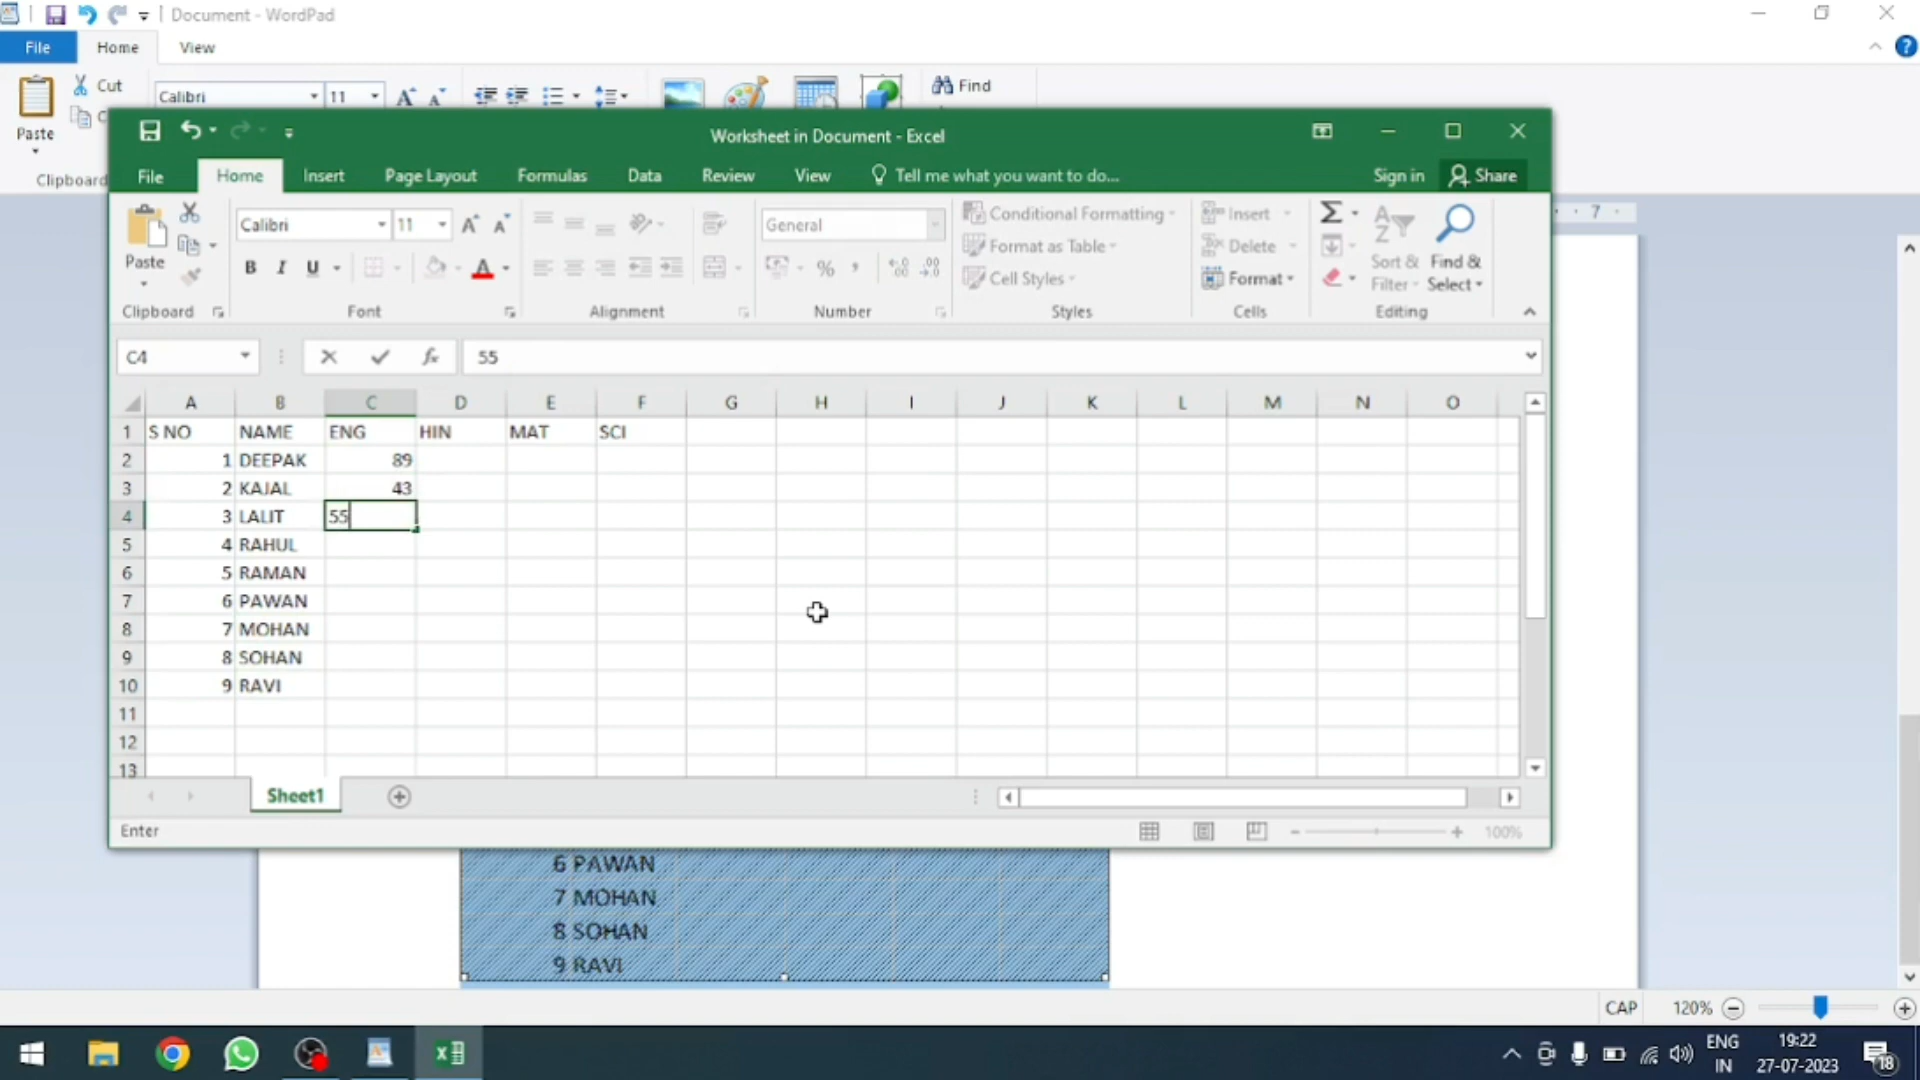 Document - WordPad
File Home View
Cut
Calibri 11
Find
Paste
Clipboard
Worksheet in Document - Excel
File Home Insert Page Layout Formulas Data Review View Tell me what you want to do... Sign in Share
Calibri 11
General
Conditional Formatting
Insert
Σ
Paste
Format as Table
Delete
Sort & Filter
Find & Select
B I U
A
%
Cell Styles
Format
Clipboard Font Alignment Number Styles Cells Editing
C4 fx 55
A B C D E F G H I J K L M N O
1 S NO NAME ENG HIN MAT SCI
2 1 DEEPAK 89
3 2 KAJAL 43
4 3 LALIT 55
5 4 RAHUL
6 5 RAMAN
7 6 PAWAN
8 7 MOHAN
9 8 SOHAN
10 9 RAVI
11
12
13
Sheet1
Enter 100%
6 PAWAN
7 MOHAN
8 SOHAN
9 RAVI
7
CAP 120%
ENG 19:22
IN 27-07-2023 18